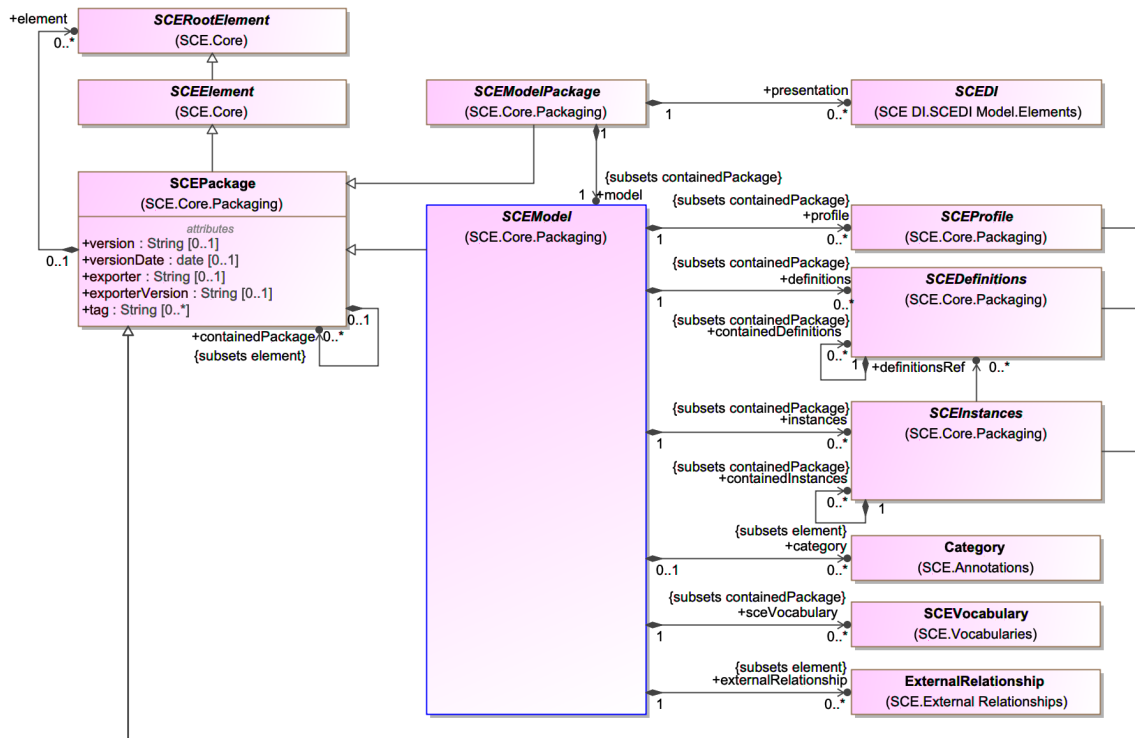 +element
0..*
SCERootElement
(SCE.Core)
SCEElement
(SCE.Core)
SCEModelPackage
(SCE.Core.Packaging)
1
1
+presentation
0..*
SCEDI
(SCE DI.SCEDI Model.Elements)
SCEPackage
(SCE.Core.Packaging)
attributes
+version : String [0..1]
+versionDate : date [0..1]
+exporter : String [0..1]
+exporterVersion : String [0..1]
+tag : String [0..*]
0..1
0..1
+containedPackage
0..*
{subsets element}
{subsets containedPackage}
1
+model
SCEModel
(SCE.Core.Packaging)
{subsets containedPackage}
+profile
1
0..*
SCEProfile
(SCE.Core.Packaging)
{subsets containedPackage}
+definitions
1
0..*
SCEDefinitions
(SCE.Core.Packaging)
{subsets containedPackage}
+containedDefinitions
0..*
1
+definitionsRef
0..*
{subsets containedPackage}
+instances
1
0..*
SCEInstances
(SCE.Core.Packaging)
{subsets containedPackage}
+containedInstances
0..*
1
{subsets element}
+category
0..1
0..*
Category
(SCE.Annotations)
{subsets containedPackage}
+sceVocabulary
1
0..*
SCEVocabulary
(SCE.Vocabularies)
{subsets element}
+externalRelationship
1
0..*
ExternalRelationship
(SCE.External Relationships)